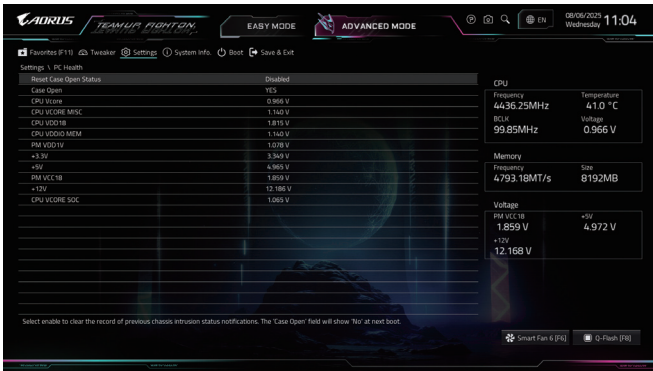 AORUS
TEAMUP. FIGHTON.
EASY MODE
ADVANCED MODE
EN
08/06/2025
Wednesday
11:04
Favorites (F11)
Tweaker
Settings
System Info.
Boot
Save & Exit
Settings \ PC Health
Reset Case Open Status Disabled
Case Open YES
CPU Vcore 0.966 V
CPU VCORE MISC 1.140 V
CPU VDD18 1.815 V
CPU VDDIO MEM 1.140 V
PM VDD1V 1.078 V
+3.3V 3.349 V
+5V 4.965 V
PM VCC18 1.859 V
+12V 12.186 V
CPU VCORE SOC 1.065 V
CPU
Frequency Temperature
4436.25MHz 41.0 °C
BCLK Voltage
99.85MHz 0.966 V
Memory
Frequency Size
4793.18MT/s 8192MB
Voltage
PM VCC18 +5V
1.859 V 4.972 V
+12V
12.168 V
Select enable to clear the record of previous chassis intrusion status notifications. The 'Case Open' field will show 'No' at next boot.
Smart Fan 6 [F6]
Q-Flash [F8]